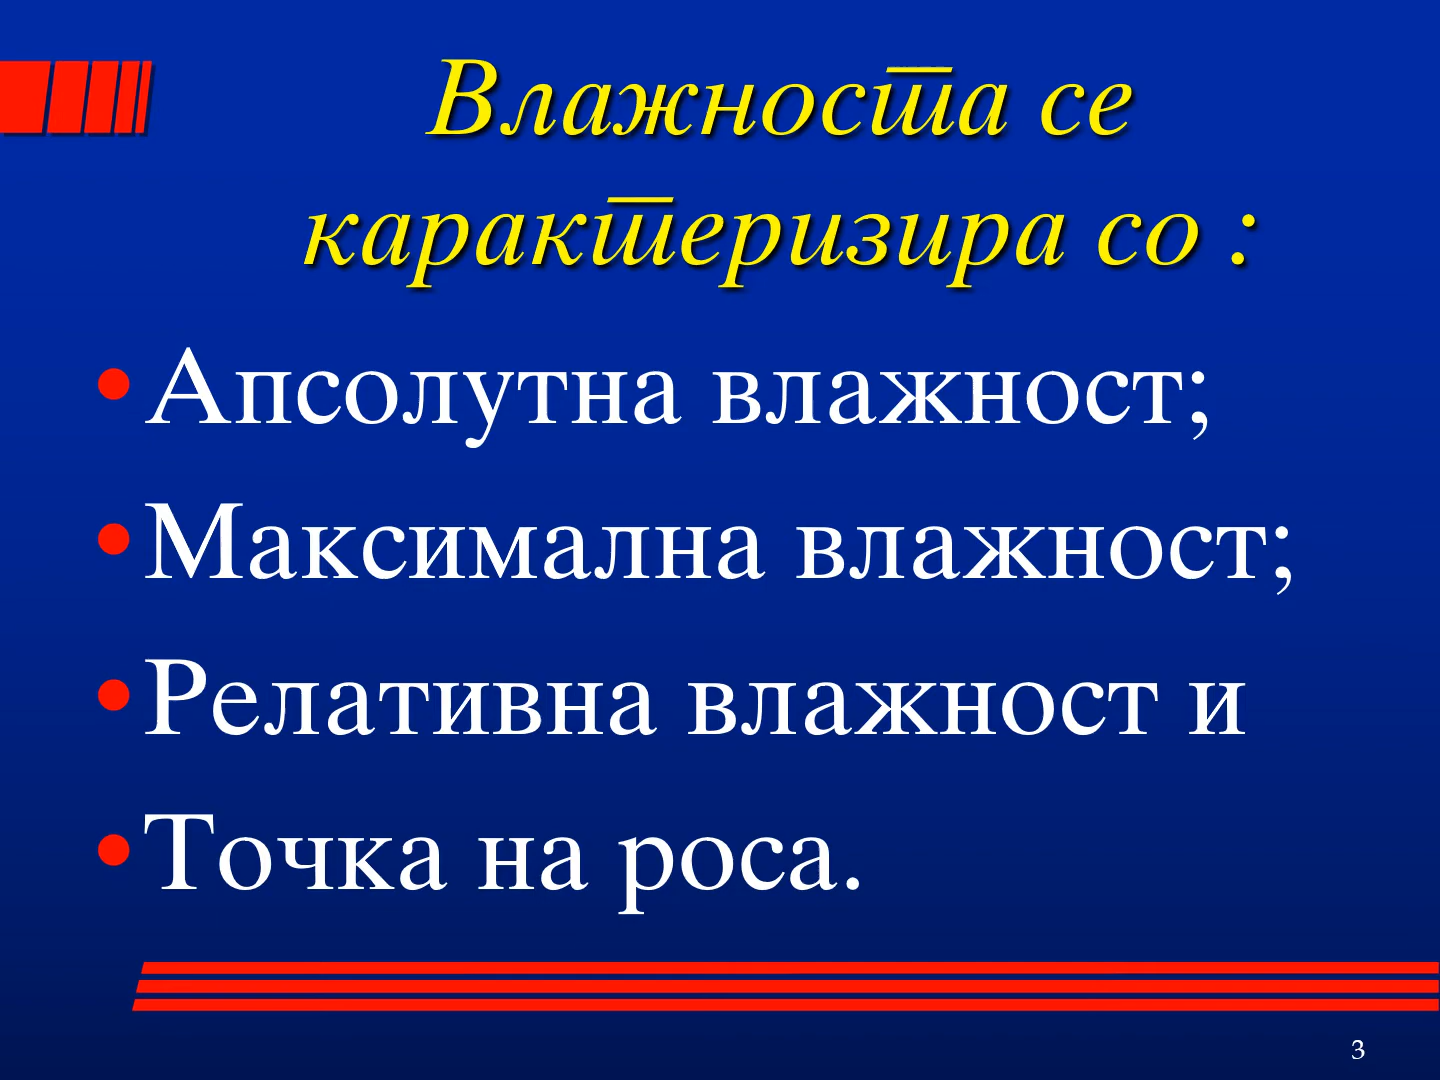 Влажноста се
карактеризира со :
•Апсолутна влажност;
•Максимална влажност;
•Релативна влажност и
•Точка на роса.
3